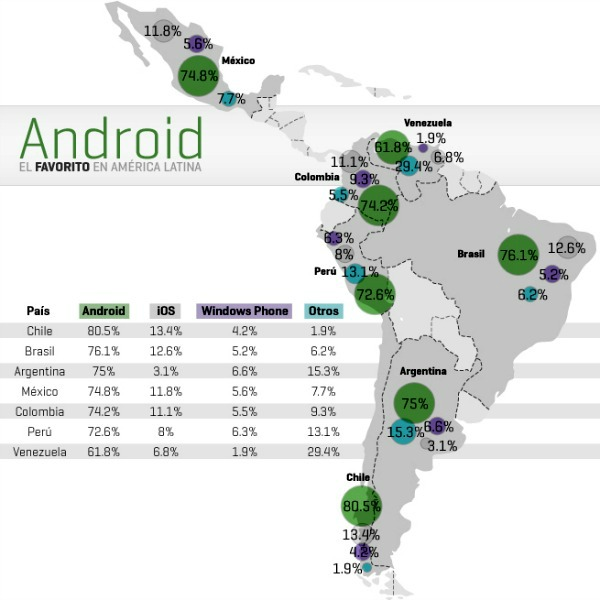 11.8%
5.6%
México
74.8%
7.7%
Android
EL FAVORITO EN AMÉRICA LATINA
Venezuela
1.9%
61.8%
6.8%
29.4%
11.1%
Colombia
9.3%
5.5%
74.2%
6.3%
8%
Perú
13.1%
72.6%
Brasil
76.1%
12.6%
5.2%
6.2%
País Android iOS Windows Phone Otros
Chile 80.5% 13.4% 4.2% 1.9%
Brasil 76.1% 12.6% 5.2% 6.2%
Argentina 75% 3.1% 6.6% 15.3%
México 74.8% 11.8% 5.6% 7.7%
Colombia 74.2% 11.1% 5.5% 9.3%
Perú 72.6% 8% 6.3% 13.1%
Venezuela 61.8% 6.8% 1.9% 29.4%
Argentina
75%
15.3%
6.6%
3.1%
Chile
80.5%
13.4%
4.2%
1.9%